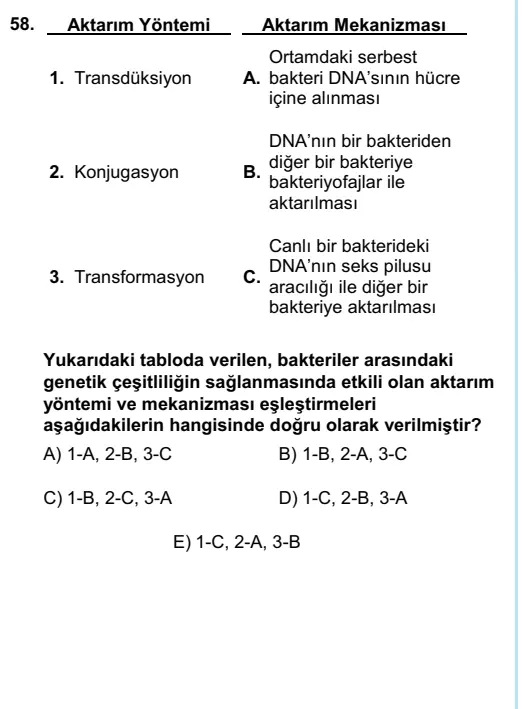 58. Aktarım Yöntemi Aktarım Mekanizması
1. Transdüksiyon
A. Ortamdaki serbest
bakteri DNA'sının hücre
içine alınması
2. Konjugasyon
B. DNA'nın bir bakteriden
diğer bir bakteriye
bakteriyofajlar ile
aktarılması
3. Transformasyon
C. Canlı bir bakterideki
DNA'nın seks pilusu
aracılığı ile diğer bir
bakteriye aktarılması
Yukarıdaki tabloda verilen, bakteriler arasındaki
genetik çeşitliliğin sağlanmasında etkili olan aktarım
yöntemi ve mekanizması eşleştirmeleri
aşağıdakilerin hangisinde doğru olarak verilmiştir?
A) 1-A, 2-B, 3-C B) 1-B, 2-A, 3-C
C) 1-B, 2-C, 3-A D) 1-C, 2-B, 3-A
E) 1-C, 2-A, 3-B